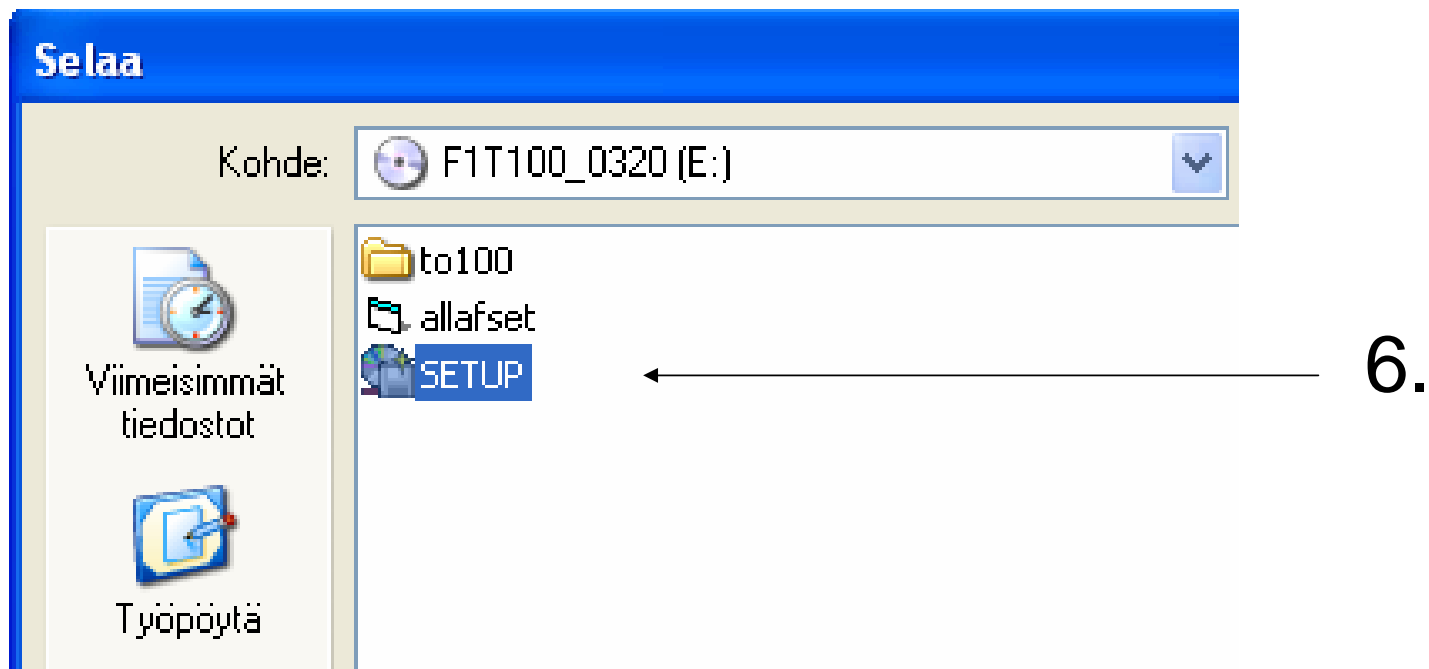 Selaa
Kohde:
F1T100_0320 (E:)
to100
allafset
SETUP
6.
Viimeisimmät
tiedostot
Työpöytä